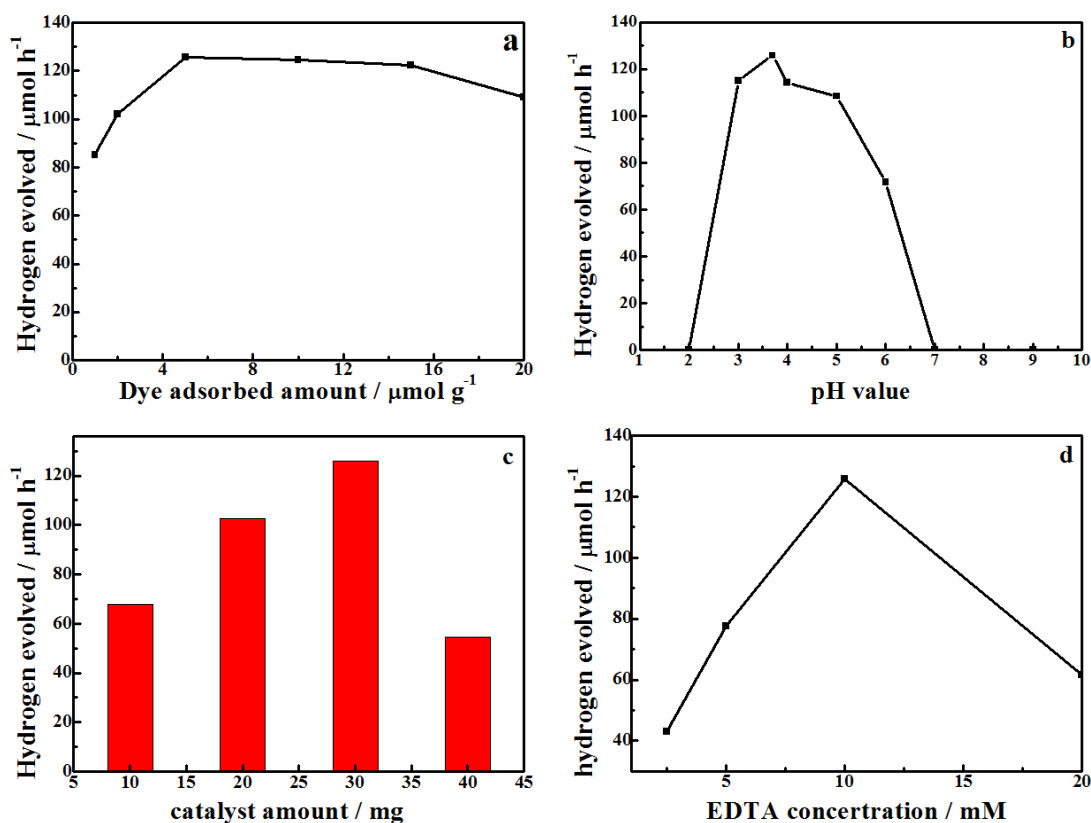 a
Hydrogen evolved / μmol h⁻¹
140
120
100
80
60
40
20
0
0 4 8 12 16 20
Dye adsorbed amount / μmol g⁻¹
b
Hydrogen evolved / μmol h⁻¹
140
120
100
80
60
40
20
0
1 2 3 4 5 6 7 8 9 10
pH value
c
Hydrogen evolved / μmol h⁻¹
120
100
80
60
40
20
0
5 10 15 20 25 30 35 40 45
catalyst amount / mg
d
hydrogen evolved / μmol h⁻¹
140
120
100
80
60
40
5 10 15 20
EDTA concertration / mM